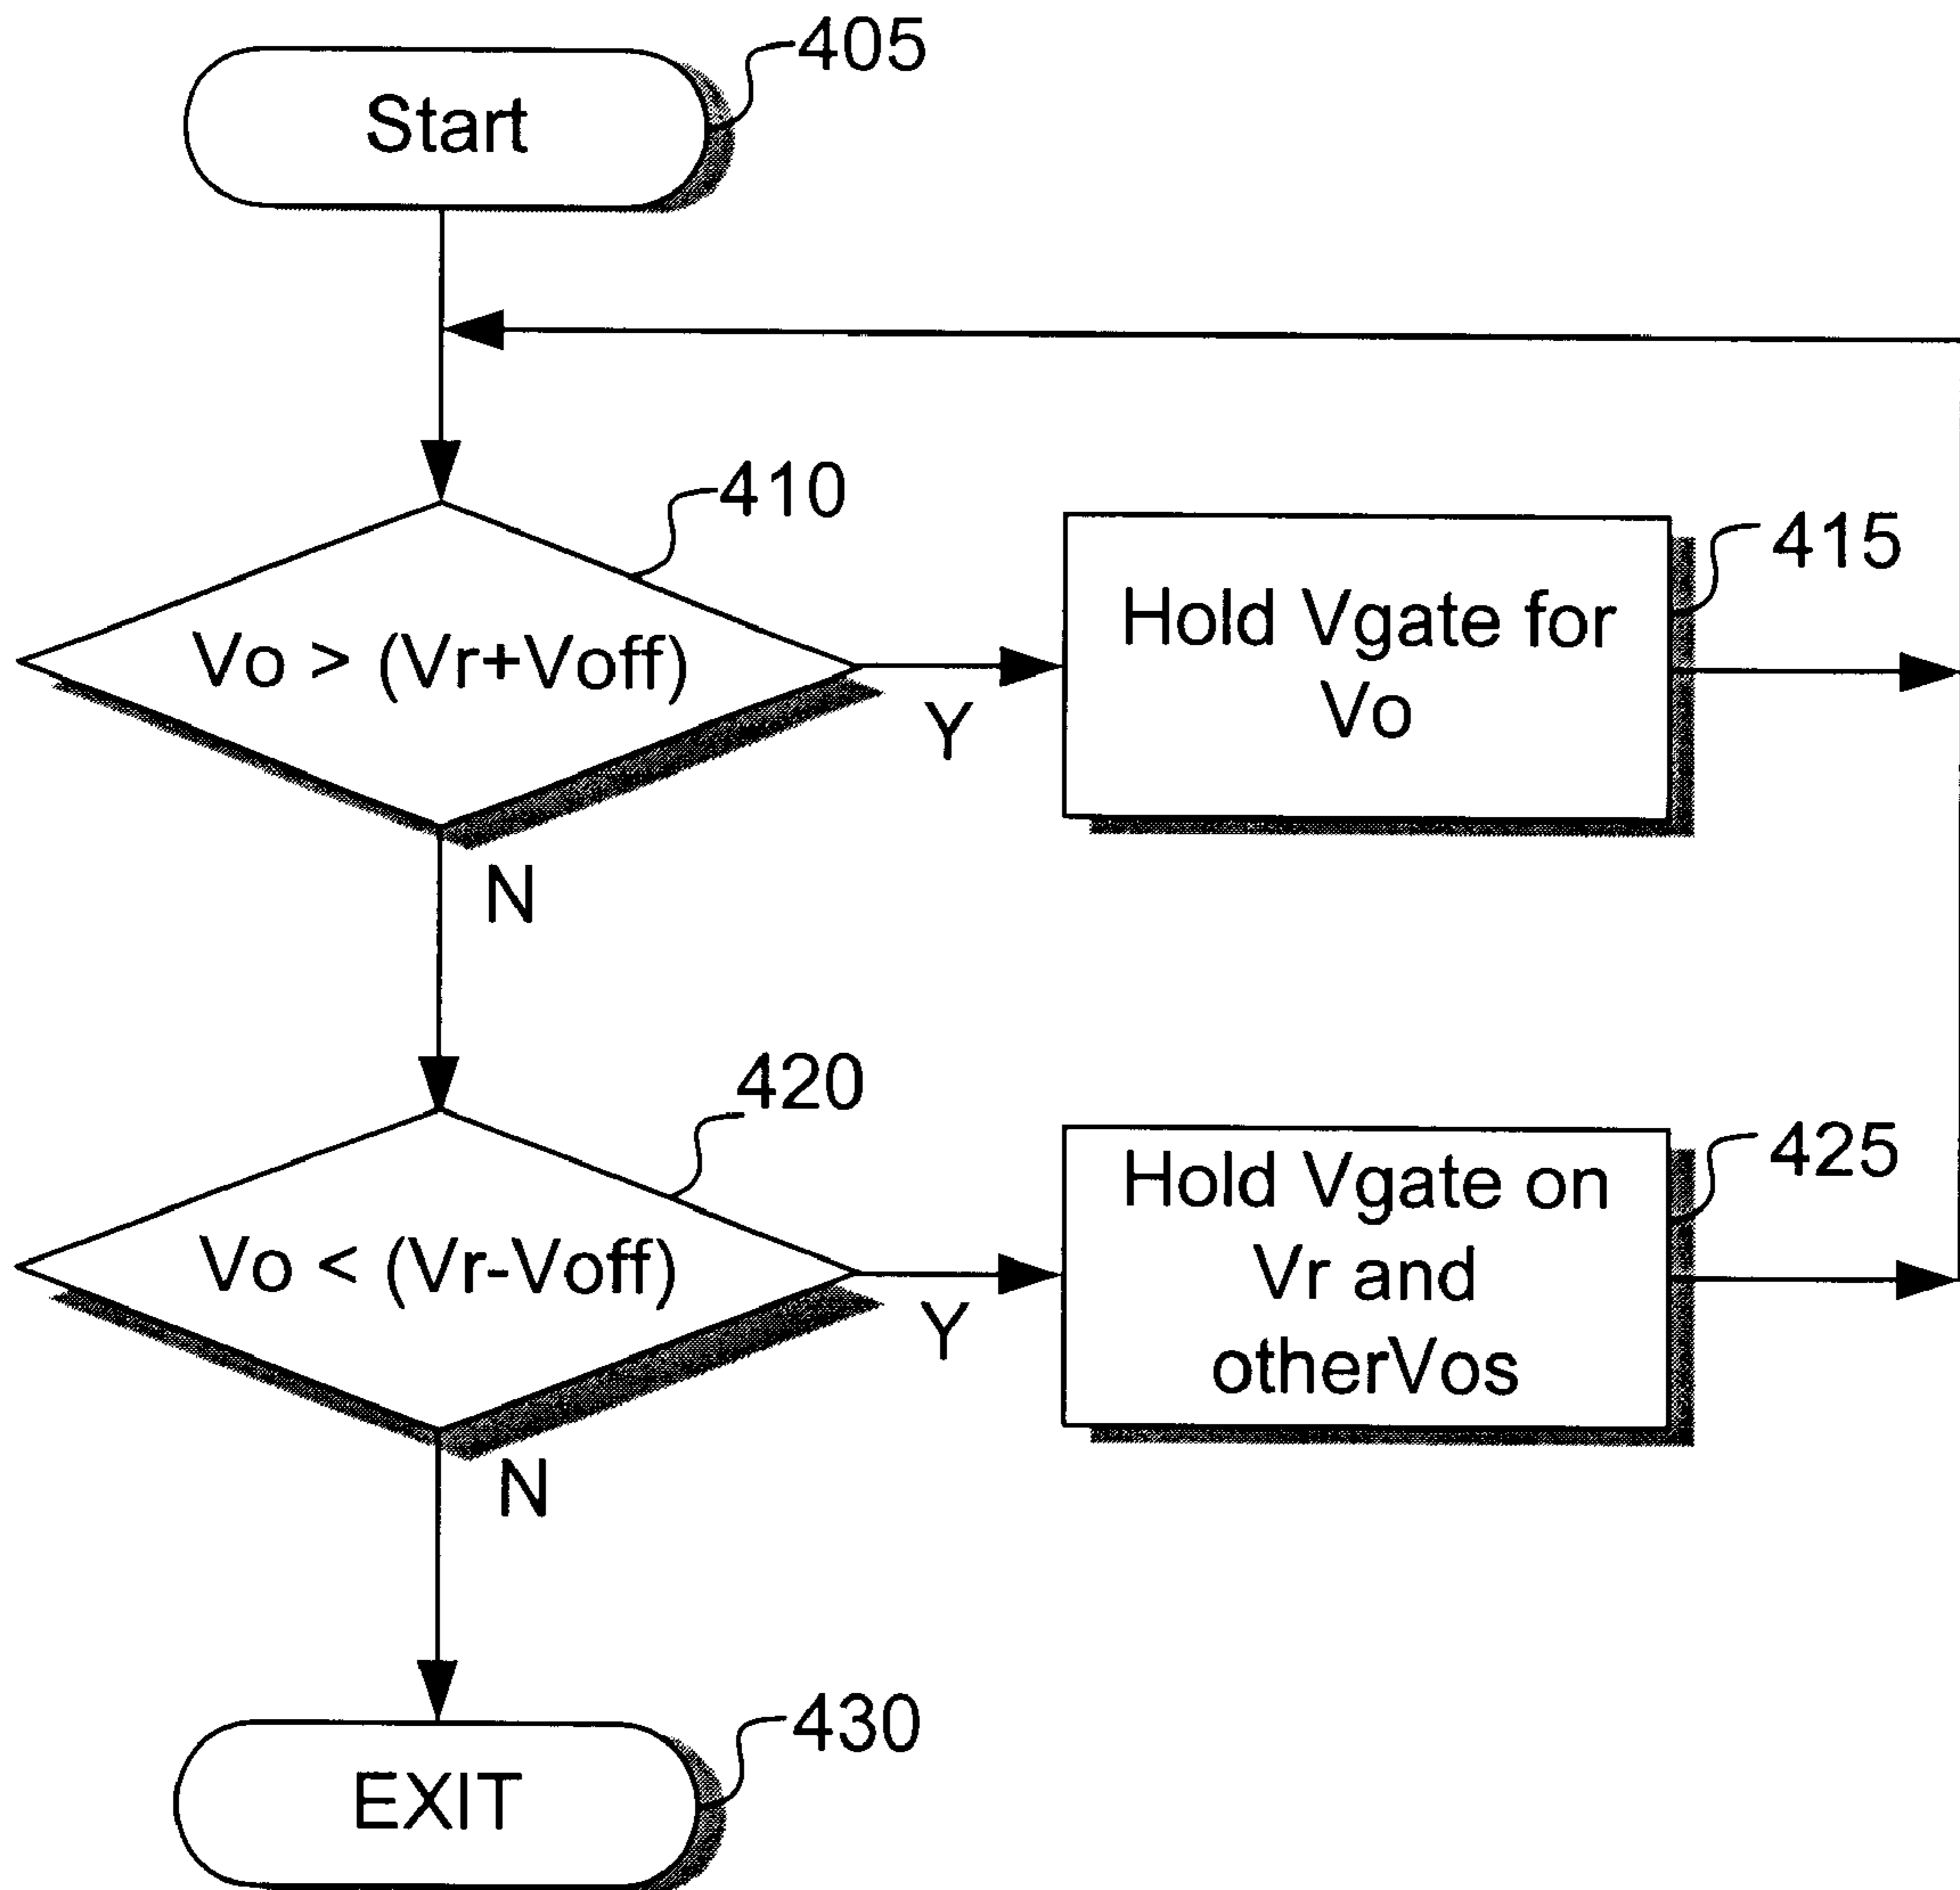 405
Start
410
Vo > (Vr+Voff)
Y
415
Hold Vgate for
Vo
N
420
Vo < (Vr-Voff)
Y
425
Hold Vgate on
Vr and
otherVos
N
430
EXIT